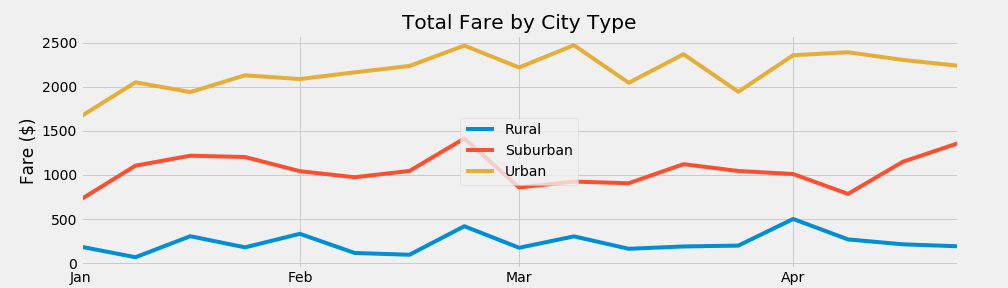 Total Fare by City Type
Fare ($)
2500
2000
1500
1000
500
0
Rural
Suburban
Urban
Jan Feb Mar Apr